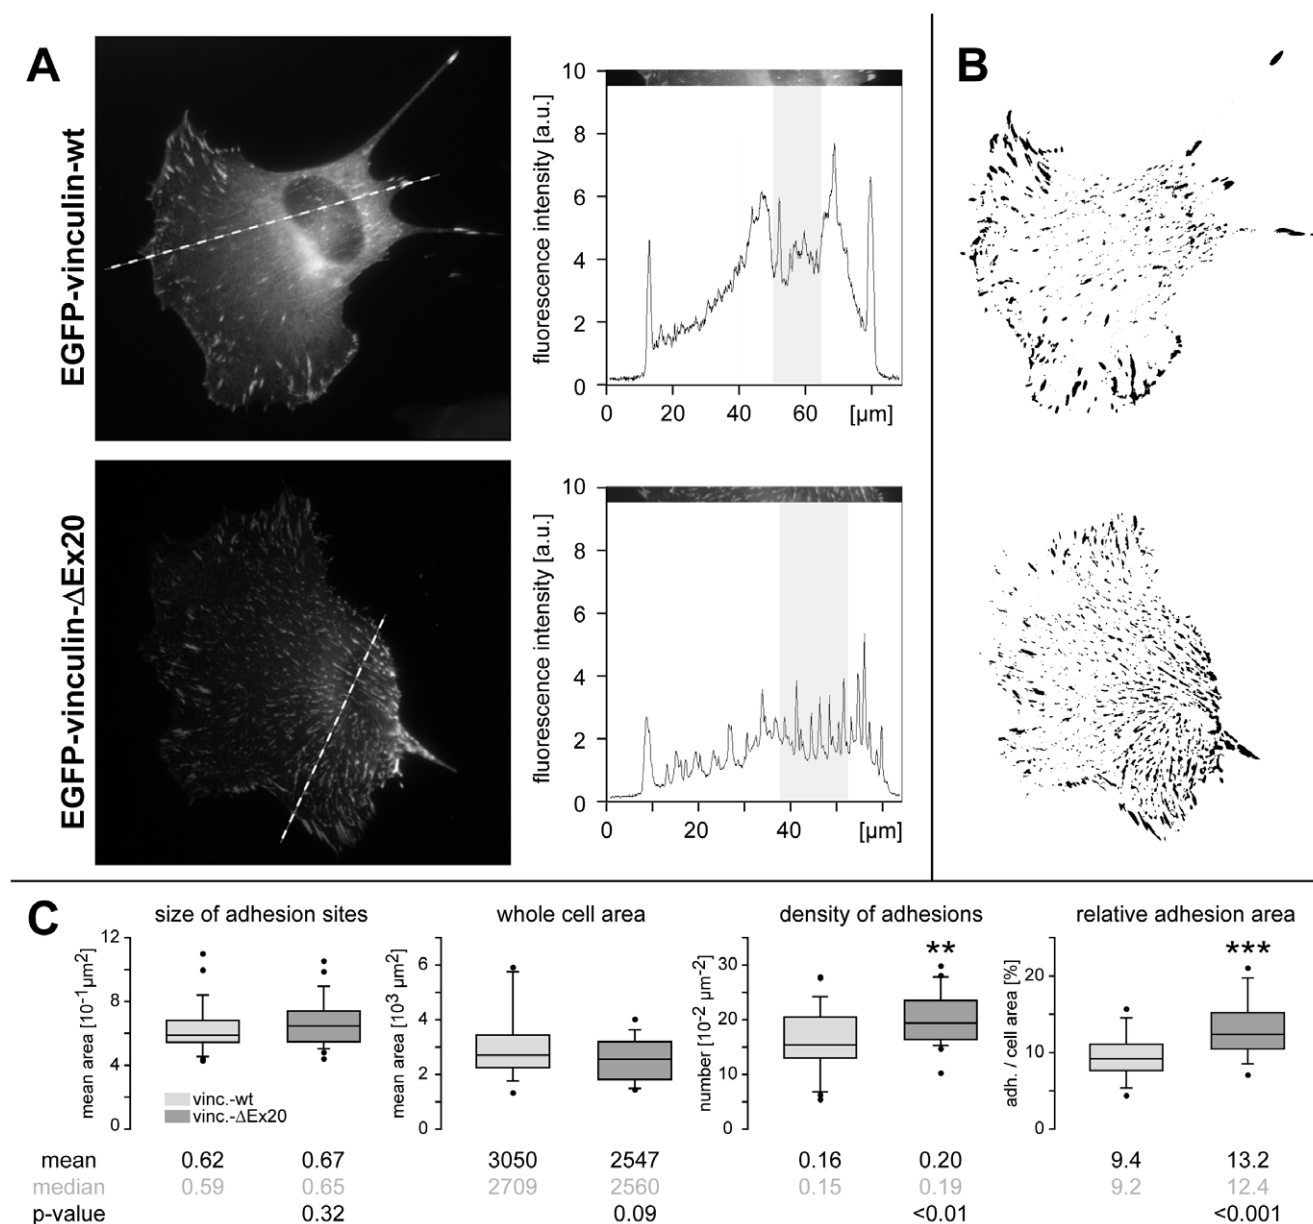 A
B
EGFP-vinculin-wt
fluorescence intensity [a.u.]
10
8
6
4
2
0
0 20 40 60 [µm]
EGFP-vinculin-ΔEx20
fluorescence intensity [a.u.]
10
8
6
4
2
0
0 20 40 [µm]
C
size of adhesion sites
mean area [10-1µm2]
12
8
4
0
vinc.-wt
vinc.-ΔEx20
whole cell area
mean area [103 µm2]
6
4
2
0
density of adhesions
number [10-2 µm-2]
30
20
10
0
**
relative adhesion area
adh. / cell area [%]
20
10
0
***
mean 0.62 0.67 3050 2547 0.16 0.20 9.4 13.2
median 0.59 0.65 2709 2560 0.15 0.19 9.2 12.4
p-value 0.32 0.09 <0.01 <0.001